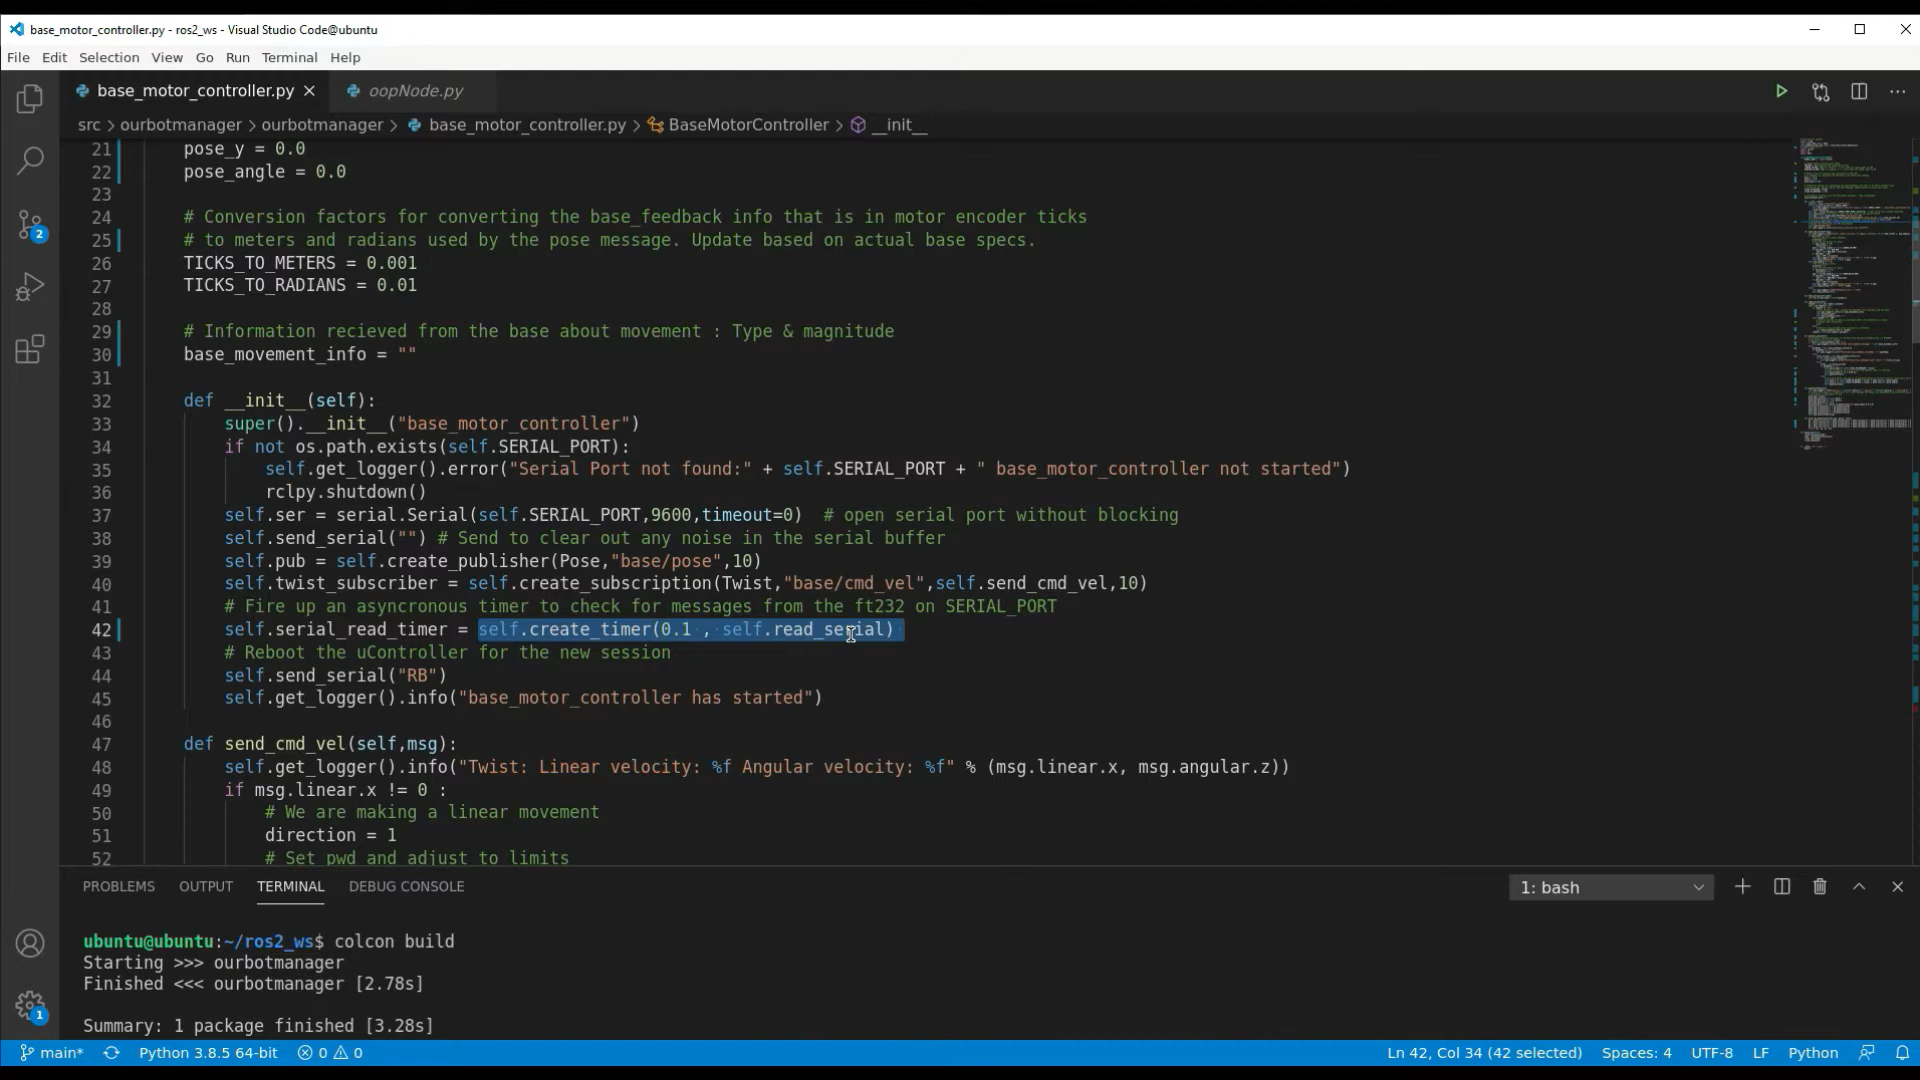 base_motor_controller.py - ros2_ws - Visual Studio Code@ubuntu
File Edit Selection View Go Run Terminal Help
base_motor_controller.py oopNode.py
src > ourbotmanager > ourbotmanager > base_motor_controller.py > BaseMotorController > __init__
21 pose_y = 0.0
22 pose_angle = 0.0
23
24 # Conversion factors for converting the base_feedback info that is in motor encoder ticks
25 # to meters and radians used by the pose message. Update based on actual base specs.
26 TICKS_TO_METERS = 0.001
27 TICKS_TO_RADIANS = 0.01
28
29 # Information recieved from the base about movement : Type & magnitude
30 base_movement_info = ""
31
32 def __init__(self):
33 super().__init__("base_motor_controller")
34 if not os.path.exists(self.SERIAL_PORT):
35 self.get_logger().error("Serial Port not found:" + self.SERIAL_PORT + " base_motor_controller not started")
36 rclpy.shutdown()
37 self.ser = serial.Serial(self.SERIAL_PORT,9600,timeout=0) # open serial port without blocking
38 self.send_serial("") # Send to clear out any noise in the serial buffer
39 self.pub = self.create_publisher(Pose,"base/pose",10)
40 self.twist_subscriber = self.create_subscription(Twist,"base/cmd_vel",self.send_cmd_vel,10)
41 # Fire up an asyncronous timer to check for messages from the ft232 on SERIAL_PORT
42 self.serial_read_timer = self.create_timer(0.1 , self.read_serial)
43 # Reboot the uController for the new session
44 self.send_serial("RB")
45 self.get_logger().info("base_motor_controller has started")
46
47 def send_cmd_vel(self,msg):
48 self.get_logger().info("Twist: Linear velocity: %f Angular velocity: %f" % (msg.linear.x, msg.angular.z))
49 if msg.linear.x != 0 :
50 # We are making a linear movement
51 direction = 1
52 # Set pwd and adjust to limits
2
PROBLEMS OUTPUT TERMINAL DEBUG CONSOLE 1: bash
ubuntu@ubuntu:~/ros2_ws$ colcon build
Starting >>> ourbotmanager
Finished <<< ourbotmanager [2.78s]
Summary: 1 package finished [3.28s]
1
main* Python 3.8.5 64-bit 0 0 Ln 42, Col 34 (42 selected) Spaces: 4 UTF-8 LF Python